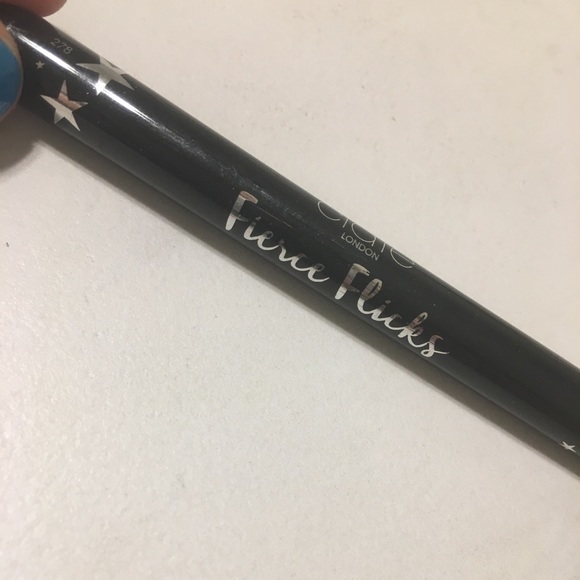 278
ciaté
LONDON
Fierce Flicks